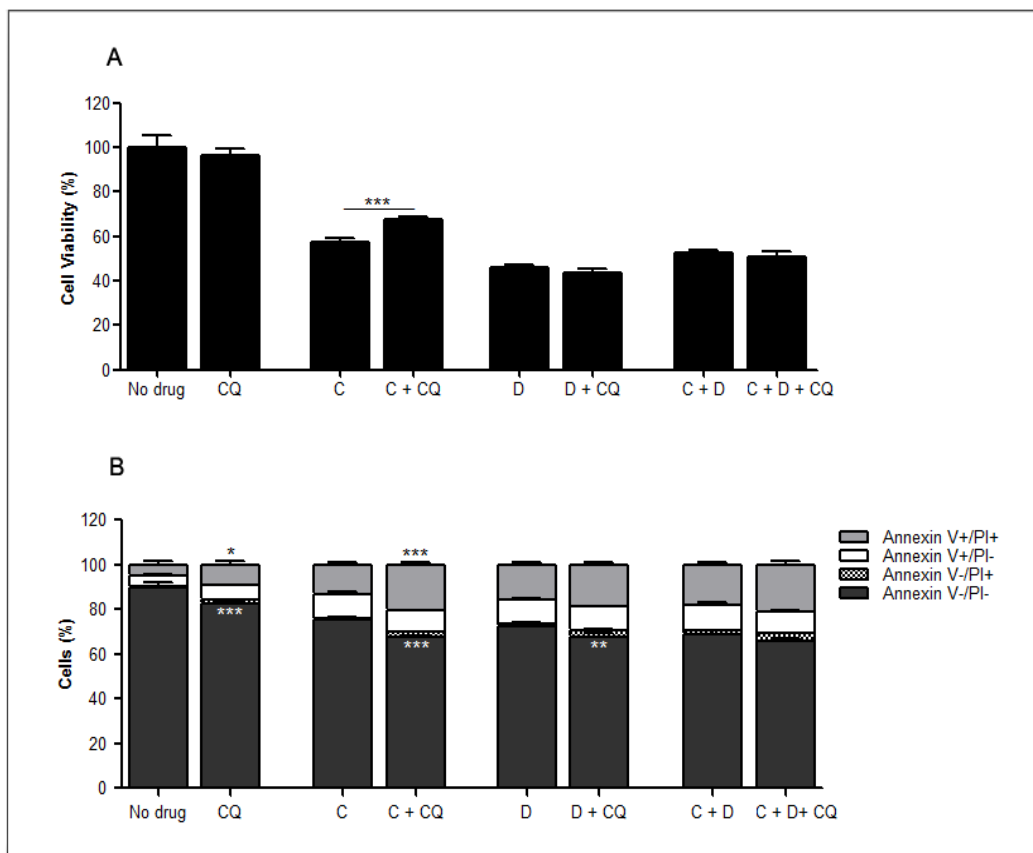 A
120
100
80
60
40
20
0
Cell Viability (%)
***
No drug CQ C C + CQ D D + CQ C + D C + D + CQ
B
120
100
80
60
40
20
0
Cells (%)
* ***
*** *** **
Annexin V+/PI+
Annexin V+/PI-
Annexin V-/PI+
Annexin V-/PI-
No drug CQ C C + CQ D D + CQ C + D C + D+ CQ